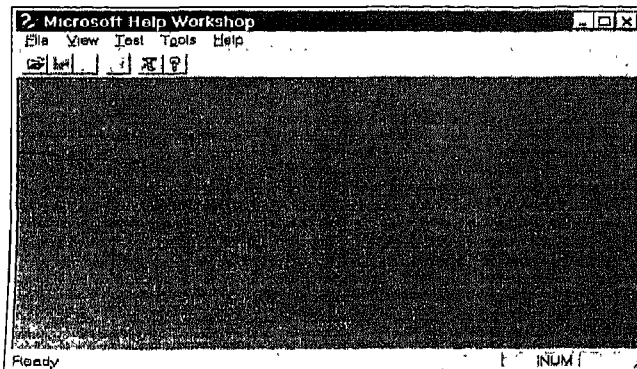 Microsoft Help Workshop
File View Test Tools Help
Ready NUM